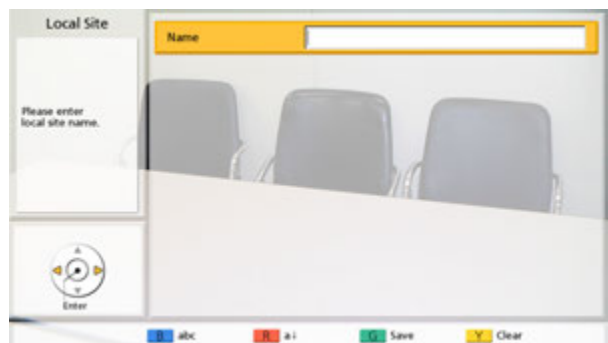 Local Site
Name
Please enter
local site name.
Enter
B abc
R a i
G Save
Y Clear